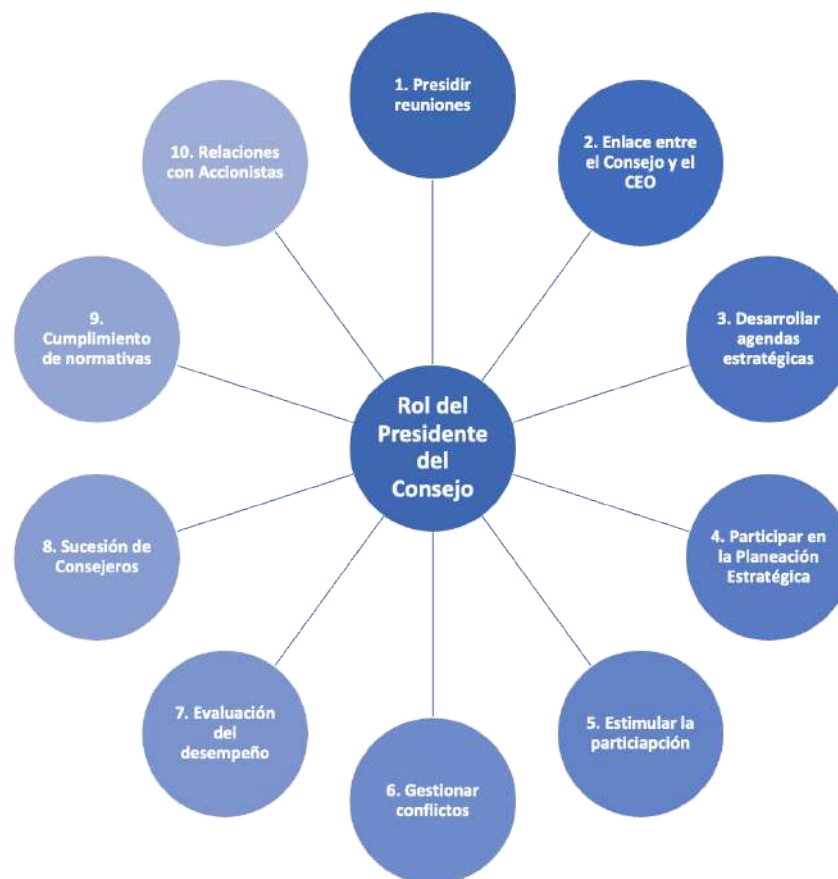 1. Presidir
reuniones
2. Enlace entre
el Consejo y el
CEO
3. Desarrollar
agendas
estratégicas
4. Participar en
la Planeación
Estratégica
5. Estimular la
particiapción
6. Gestionar
conflictos
7. Evaluación
del
desempeño
8. Sucesión de
Consejeros
9.
Cumplimiento
de normativas
10. Relaciones
con Accionistas
Rol del
Presidente
del
Consejo